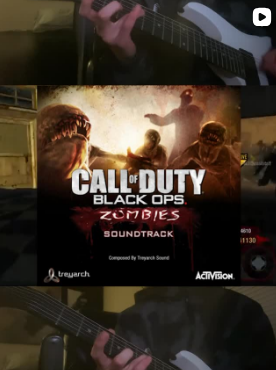 CALL OF DUTY
BLACK OPS
ZOMBIES
SOUNDTRACK
Composed By Treyarch Sound
treyarch
ACTIVISION